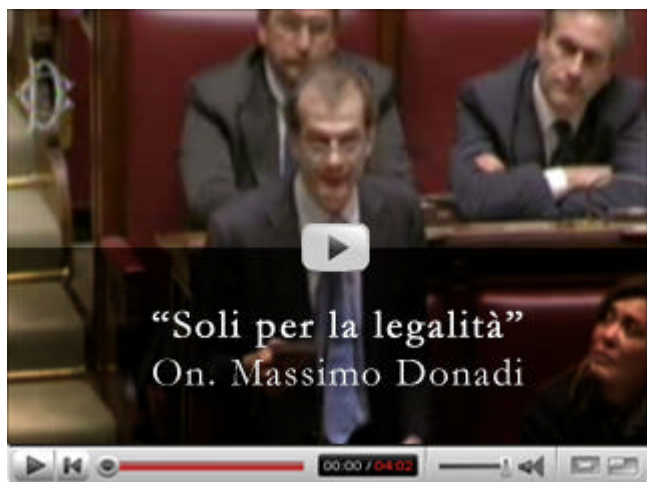 “Soli per la legalità”
On. Massimo Donadi
00:00 / 04:02